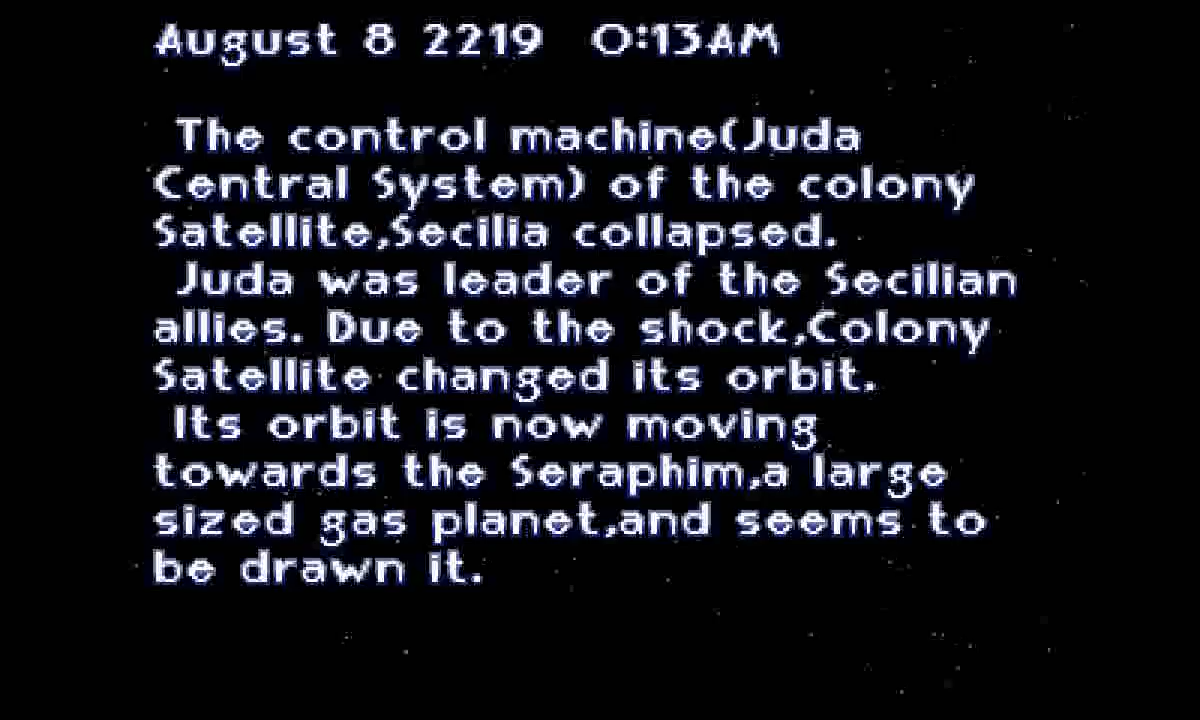 August 8 2219 0:13AM
The control machine(Juda
Central System) of the colony
Satellite,Secilia collapsed.
Juda was leader of the Secilian
allies. Due to the shock,Colony
Satellite changed its orbit.
Its orbit is now moving
towards the Seraphim,a large
sized gas planet,and seems to
be drawn it.